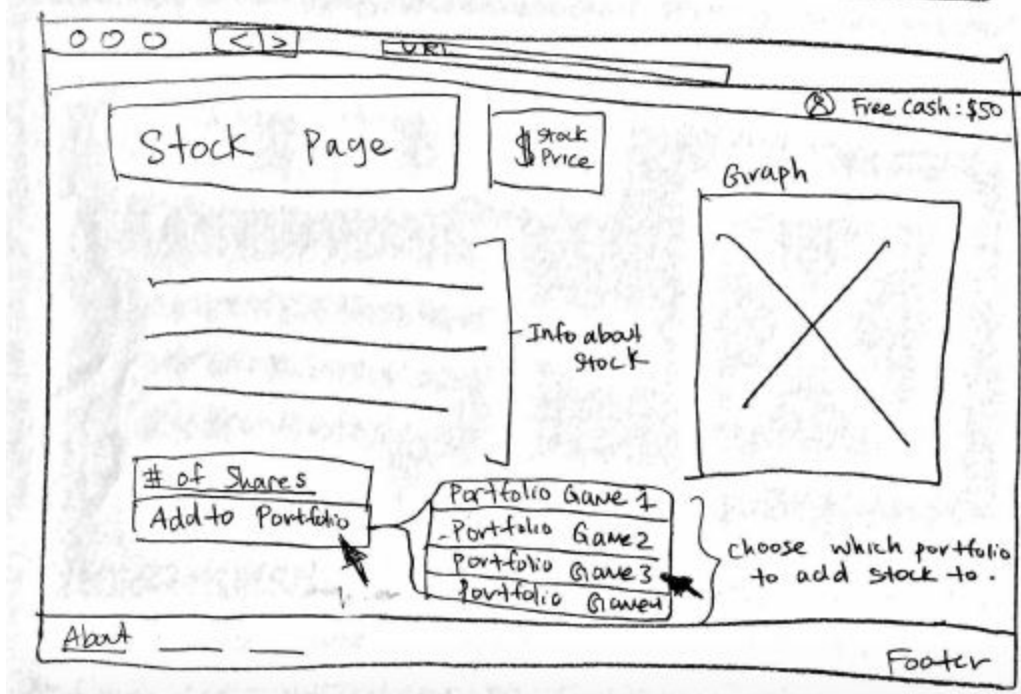 < >
URL
Free Cash: $50
Stock Page
$ Stock
Price
Graph
Info about
Stock
# of Shares
Add to Portfolio
Portfolio Game 1
Portfolio Game 2
Portfolio Game 3
Portfolio Game 4
choose which portfolio
to add stock to.
About
Footer